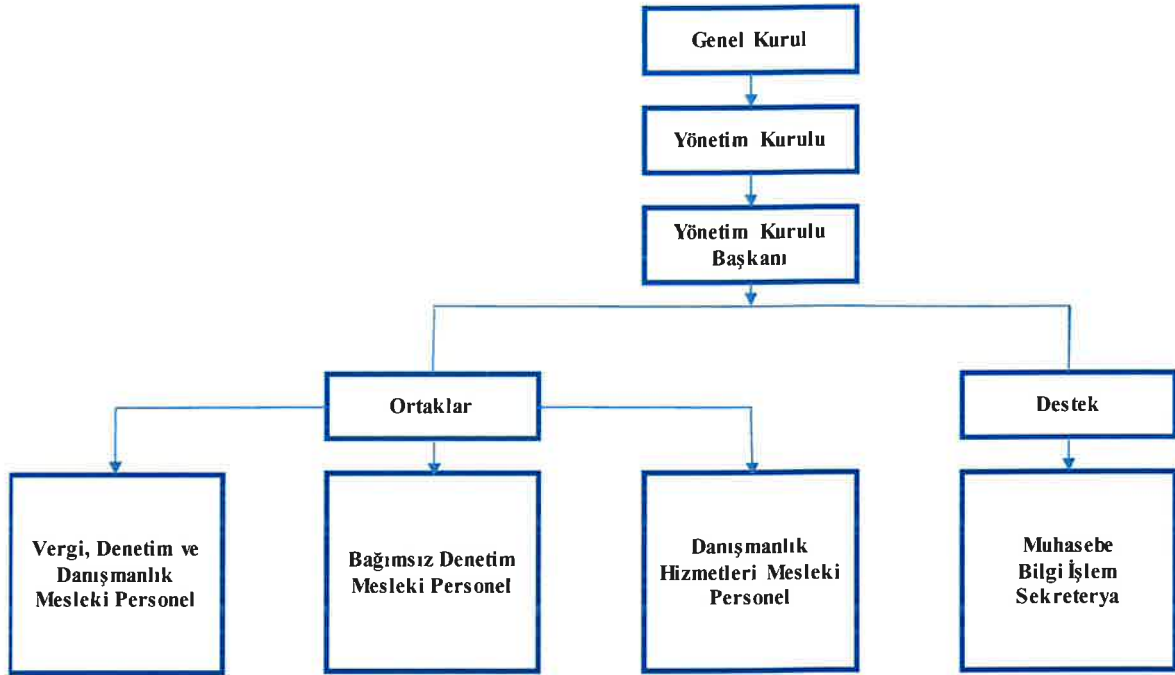 Genel Kurul
Yönetim Kurulu
Yönetim Kurulu
Başkanı
Ortaklar
Destek
Vergi, Denetim ve
Danışmanlık
Mesleki Personel
Bağımsız Denetim
Mesleki Personel
Danışmanlık
Hizmetleri Mesleki
Personel
Muhasebe
Bilgi İşlem
Sekreterya